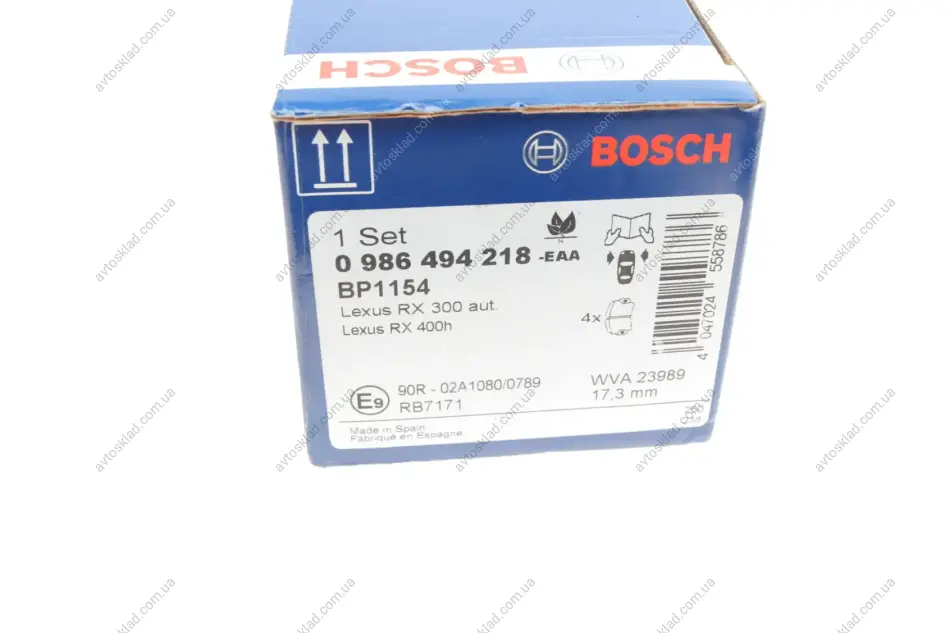 BOSCH
BOSCH
1 Set
0 986 494 218 -EAA
BP1154
Lexus RX 300 aut.
Lexus RX 400h
N
4x
4 047024 558786
E9
90R - 02A1080/0789
RB7171
WVA 23989
17,3 mm
Made in Spain
Fabriqué en Espagne
avtosklad.com.ua